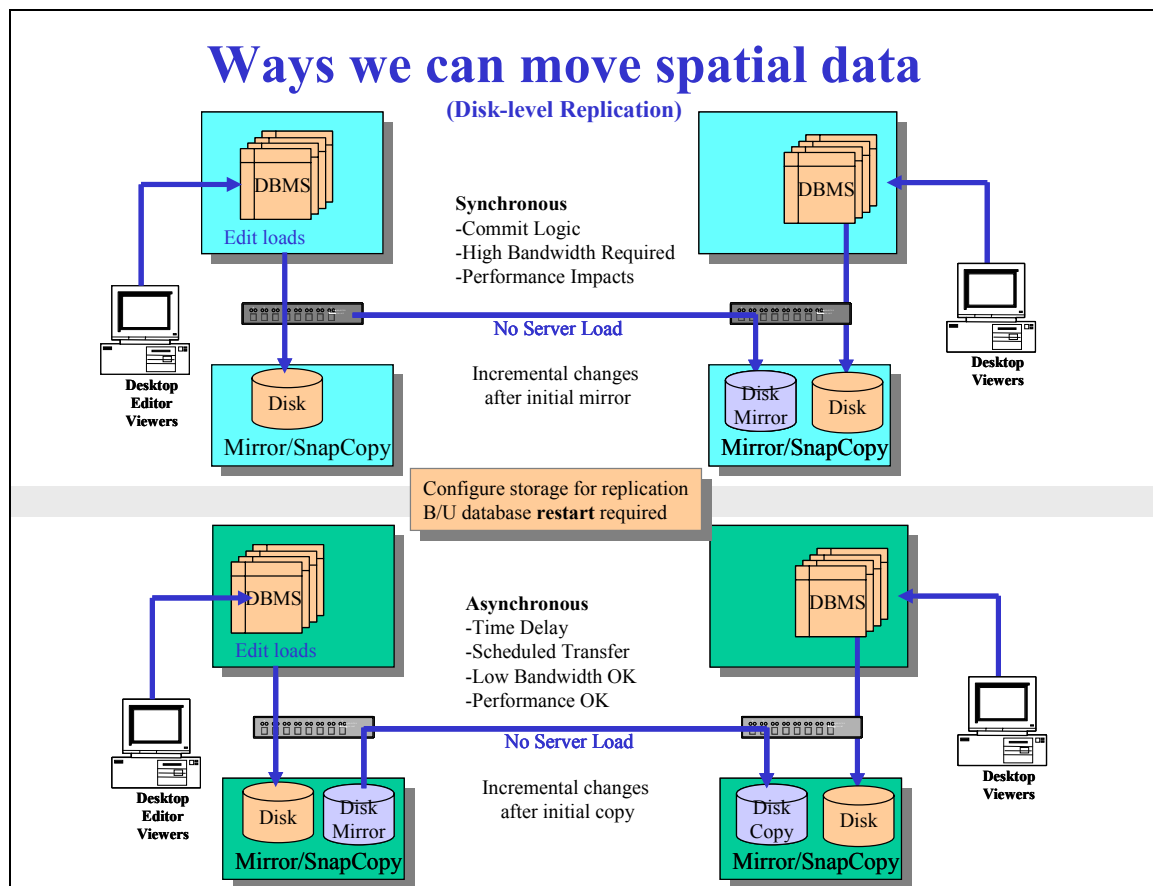 Ways we can move spatial data
(Disk-level Replication)
DBMS
Edit loads
Desktop
Editor
Viewers
Synchronous
-Commit Logic
-High Bandwidth Required
-Performance Impacts
No Server Load
Incremental changes
after initial mirror
DBMS
Desktop
Viewers
Disk
Mirror/SnapCopy
Disk
Mirror
Disk
Mirror/SnapCopy
Configure storage for replication
B/U database restart required
DBMS
Edit loads
Desktop
Editor
Viewers
Asynchronous
-Time Delay
-Scheduled Transfer
-Low Bandwidth OK
-Performance OK
No Server Load
Incremental changes
after initial copy
DBMS
Desktop
Viewers
Disk
Disk
Mirror
Mirror/SnapCopy
Disk
Copy
Disk
Mirror/SnapCopy